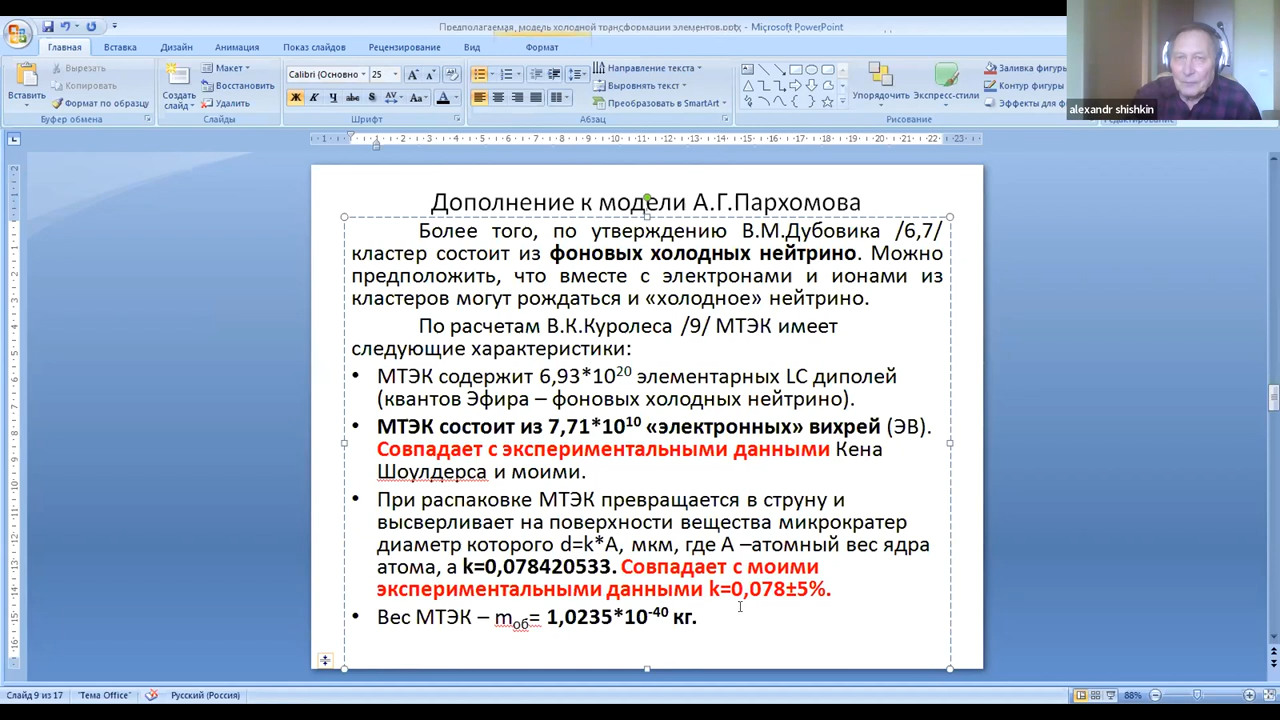 Предполагаемая, модель холодной трансформации элементов.pptx - Microsoft PowerPoint
Главная Вставка Дизайн Анимация Показ слайдов Рецензирование Вид Формат
Вставить
Вырезать
Копировать
Формат по образцу
Буфер обмена
Создать слайд
Макет
Восстановить
Удалить
Слайды
Calibri (Основно 25
Ж К Ч abc S AV Aa А
Шрифт
Направление текста
Выровнять текст
Преобразовать в SmartArt
Абзац
Упорядочить
Экспресс-стили
Заливка фигуры
Контур фигуры
Эффекты для фи
Рисование
Редактирование
alexandr shishkin
Дополнение к модели А.Г.Пархомова
Более того, по утверждению В.М.Дубовика /6,7/
кластер состоит из фоновых холодных нейтрино. Можно
предположить, что вместе с электронами и ионами из
кластеров могут рождаться и «холодное» нейтрино.
По расчетам В.К.Куролеса /9/ МТЭК имеет
следующие характеристики:
• МТЭК содержит 6,93*10²⁰ элементарных LC диполей
(квантов Эфира – фоновых холодных нейтрино).
• МТЭК состоит из 7,71*10¹⁰ «электронных» вихрей (ЭВ).
Совпадает с экспериментальными данными Кена
Шоулдерса и моими.
• При распаковке МТЭК превращается в струну и
высверливает на поверхности вещества микрократер
диаметр которого d=k*A, мкм, где А –атомный вес ядра
атома, а k=0,078420533. Совпадает с моими
экспериментальными данными k=0,078±5%.
• Вес МТЭК – mоб= 1,0235*10⁻⁴⁰ кг.
Слайд 9 из 17 "Тема Office" Русский (Россия) 88%